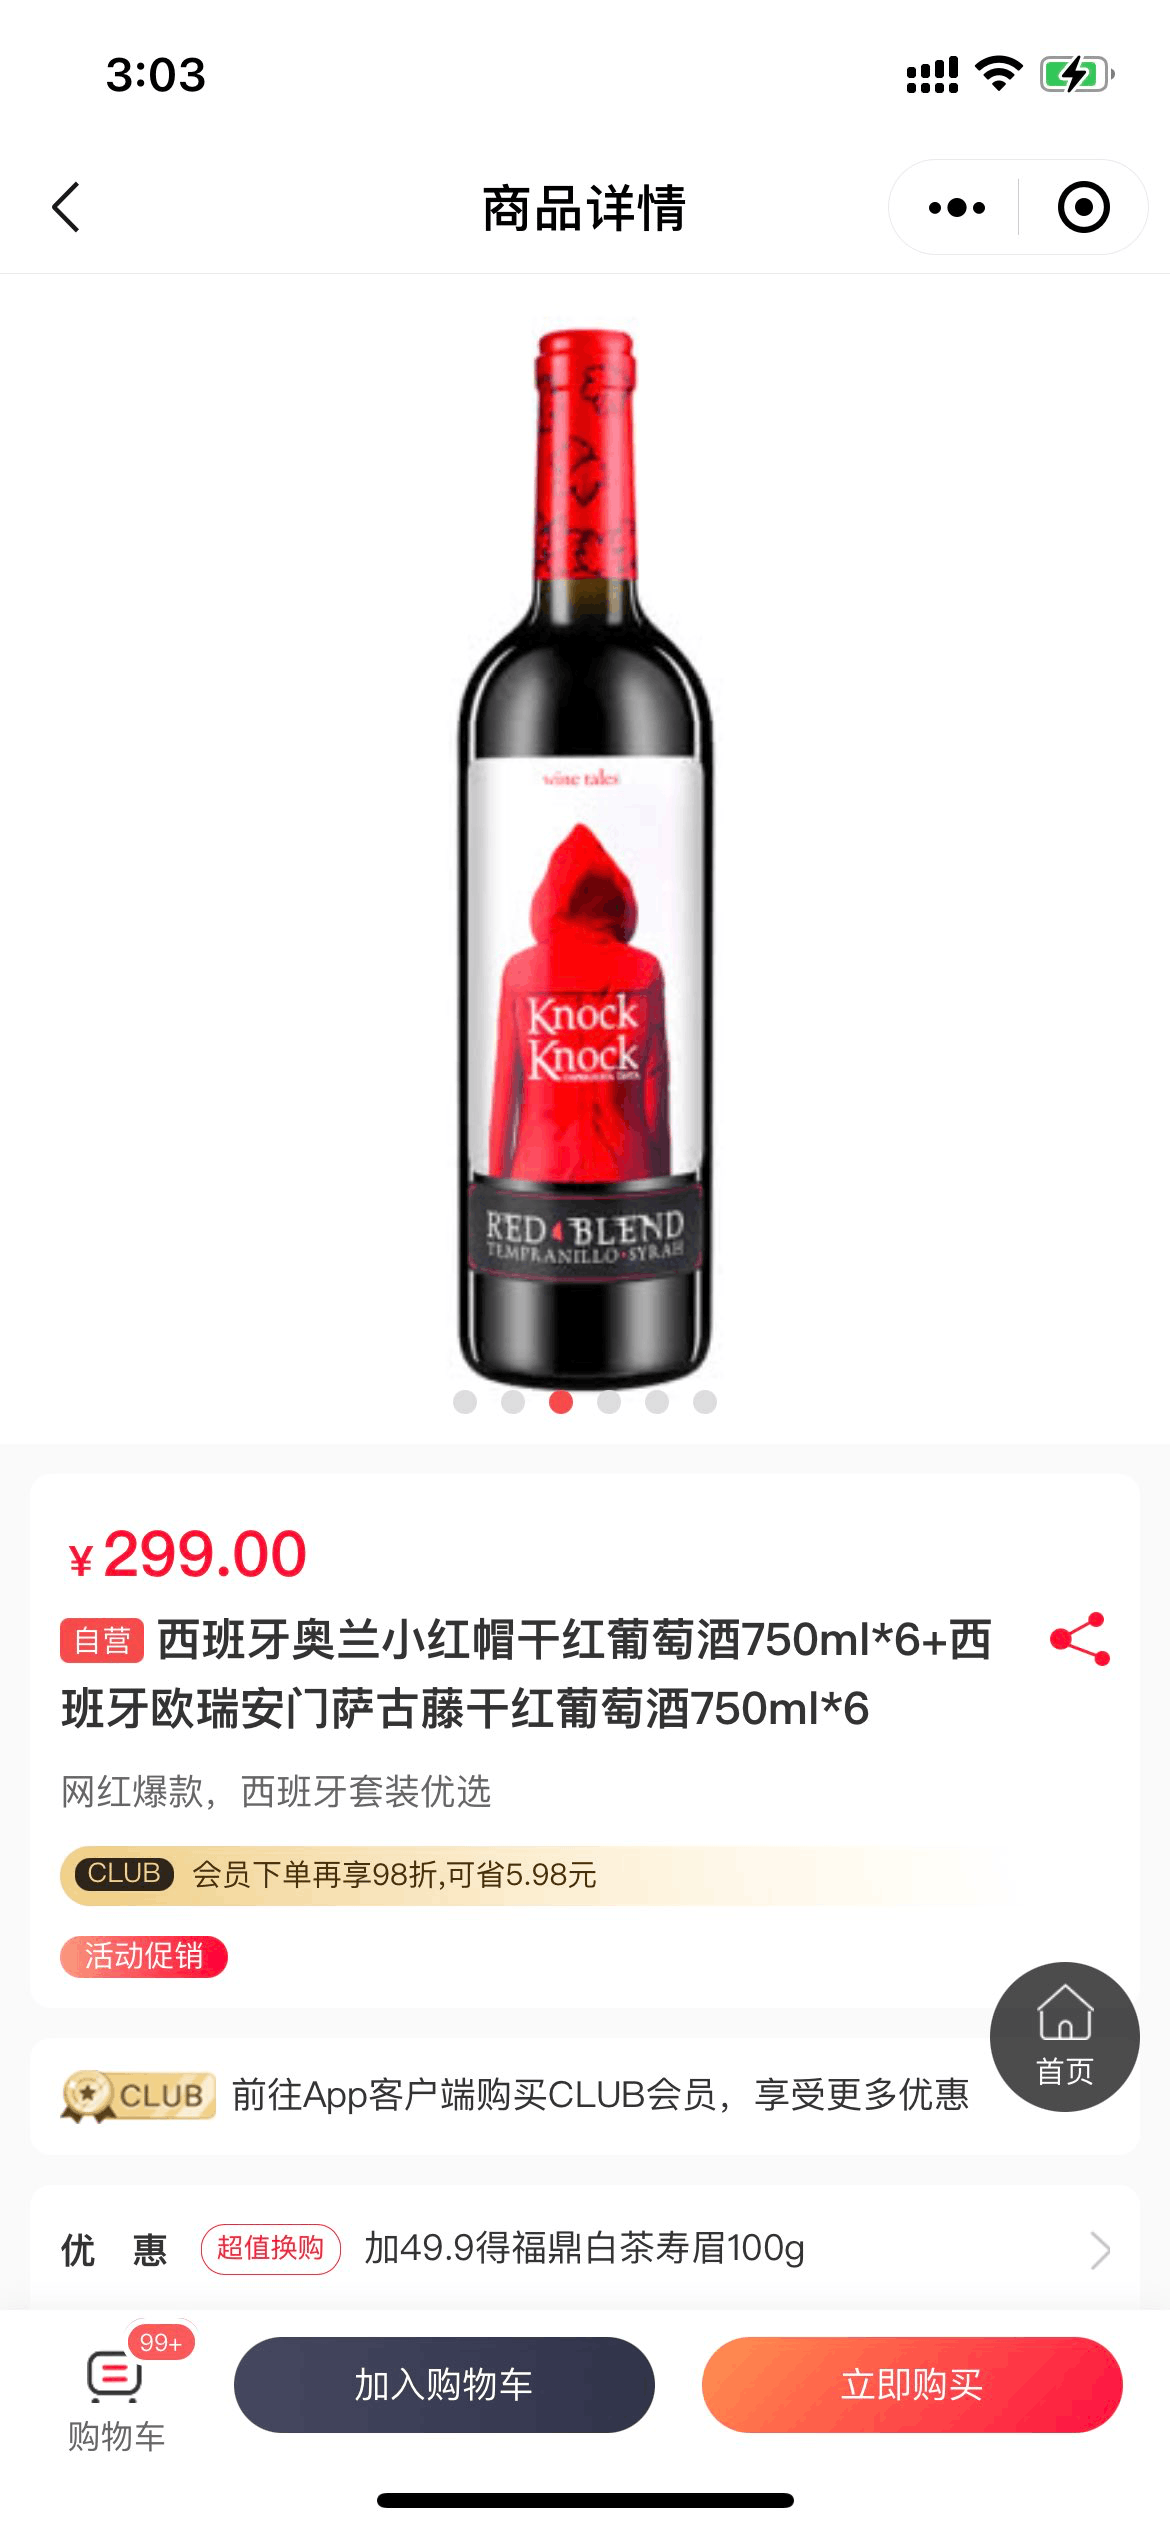 3:03
商品详情
wine tales
Knock
Knock
RED BLEND
TEMPRANILLO·SYRAH
¥299.00
自营 西班牙奥兰小红帽干红葡萄酒750ml*6+西
班牙欧瑞安门萨古藤干红葡萄酒750ml*6
网红爆款，西班牙套装优选
CLUB 会员下单再享98折,可省5.98元
活动促销
首页
CLUB 前往App客户端购买CLUB会员，享受更多优惠
优 惠 超值换购 加49.9得福鼎白茶寿眉100g
99+
购物车
加入购物车
立即购买